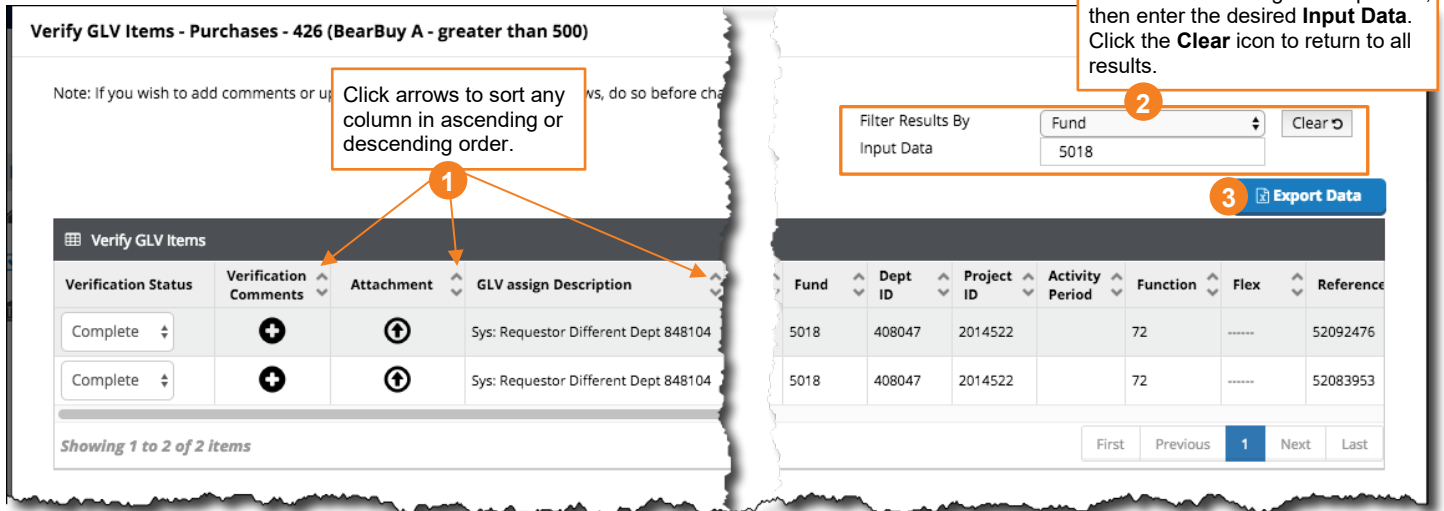 then enter the desired Input Data.
Click the Clear icon to return to all
results.
Verify GLV Items - Purchases - 426 (BearBuy A - greater than 500)
Note: If you wish to add comments or up
ws, do so before cha
Click arrows to sort any
column in ascending or
descending order.
1
2
Filter Results By
Fund
Clear
Input Data
5018
3
Export Data
Verify GLV Items
Verification Status Verification Comments Attachment GLV assign Description Fund Dept ID Project ID Activity Period Function Flex Reference
Complete Sys: Requestor Different Dept 848104 5018 408047 2014522 72 ------ 52092476
Complete Sys: Requestor Different Dept 848104 5018 408047 2014522 72 ------ 52083953
Showing 1 to 2 of 2 items
First Previous 1 Next Last